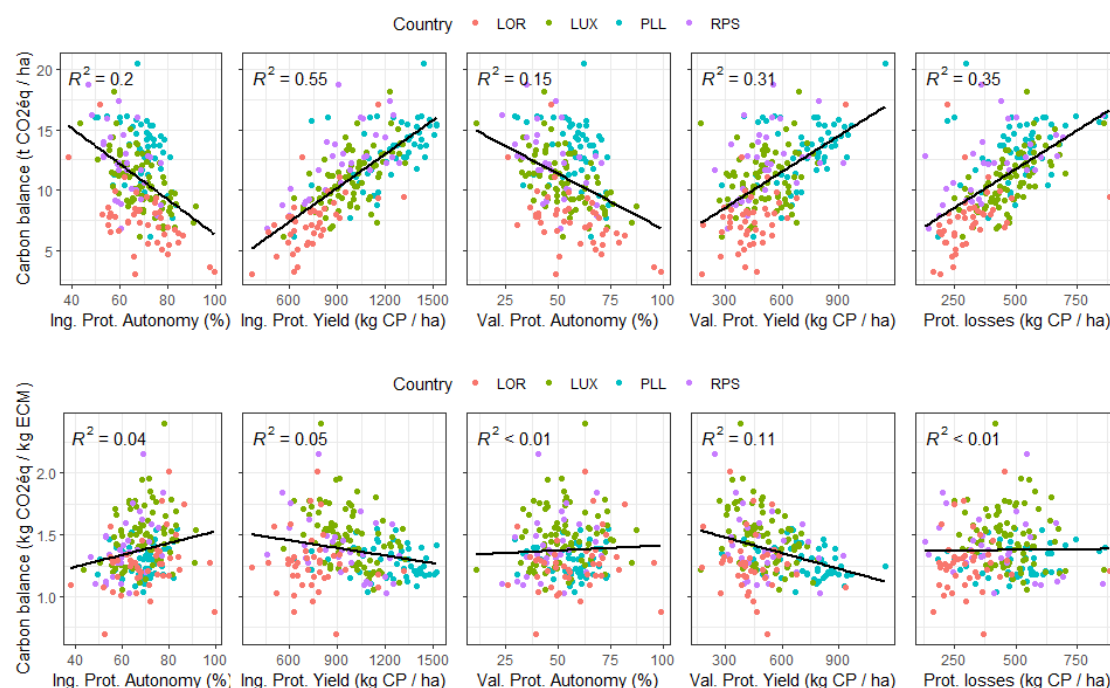 Country LOR LUX PLL RPS
Carbon balance (t CO2éq / ha)
20
15
10
5
R² = 0.2
R² = 0.55
R² = 0.15
R² = 0.31
R² = 0.35
40 60 80 100
600 900 1200 1500
25 50 75 100
300 600 900
250 500 750
Ing. Prot. Autonomy (%)
Ing. Prot. Yield (kg CP / ha)
Val. Prot. Autonomy (%)
Val. Prot. Yield (kg CP / ha)
Prot. losses (kg CP / ha)
Country LOR LUX PLL RPS
Carbon balance (kg CO2éq / kg ECM)
2.0
1.5
1.0
R² = 0.04
R² = 0.05
R² < 0.01
R² = 0.11
R² < 0.01
40 60 80 100
600 900 1200 1500
25 50 75 100
300 600 900
250 500 750
Ing. Prot. Autonomy (%)
Ing. Prot. Yield (kg CP / ha)
Val. Prot. Autonomy (%)
Val. Prot. Yield (kg CP / ha)
Prot. losses (kg CP / ha)